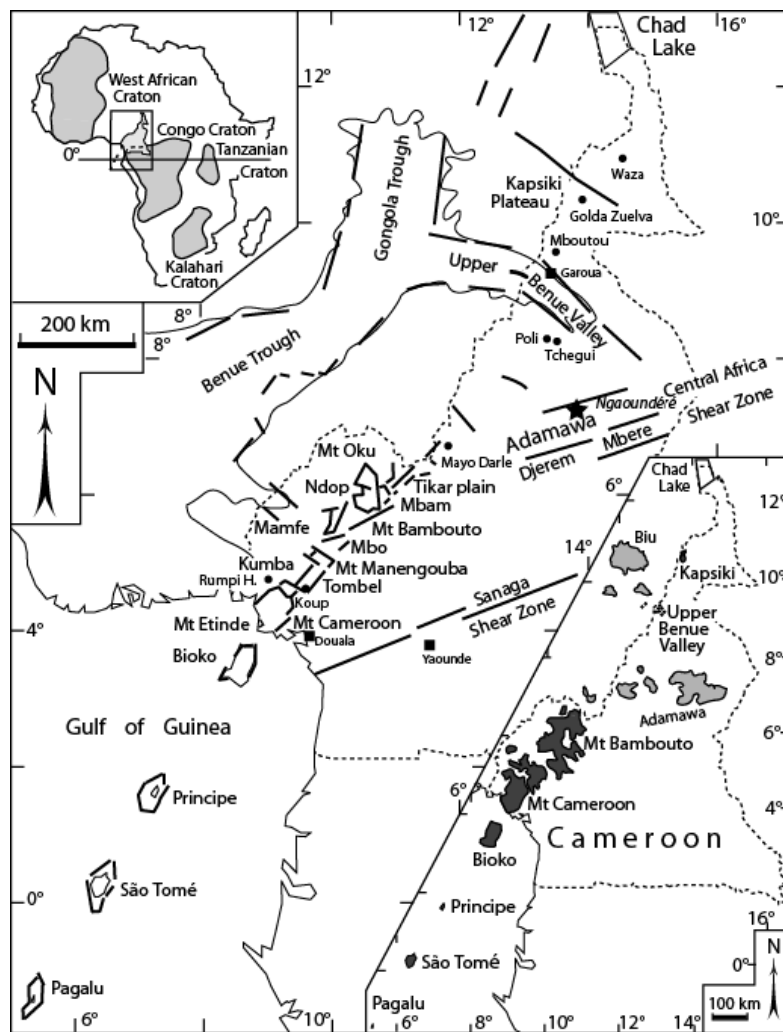 12°
16°
Chad
Lake
West African
Craton
12°
Congo Craton
0°
Tanzanian
Craton
Kalahari
Craton
Gongola Trough
Kapsiki
Plateau
Waza
Golda Zuelva
10°
Mboutou
Upper
Benue Valley
Garoua
200 km
8°
8°
Benue Trough
Poli
Tchegui
N
Central Africa
Shear Zone
Ngaoundéré
Adamawa
Mbere
Djerem
Mt Oku
Mayo Darle
Ndop
Tikar plain
Mbam
Mamfe
Mt Bambouto
Mbo
Kumba
Mt Manengouba
Rumpi H.
Tombel
Koup
Mt Etinde
Mt Cameroon
4°
Douala
Bioko
Sanaga
Shear Zone
Yaounde
Gulf of Guinea
Principe
0°
São Tomé
Pagalu
6°
10°
Chad
Lake
6°
12°
14°
Biu
Kapsiki
10°
Upper
Benue
Valley
8°
Adamawa
6°
Mt Bambouto
6°
4°
Mt Cameroon
Cameroon
Bioko
Principe
16°
São Tomé
0°
N
Pagalu
6°
8°
10
12°
14°
100 km